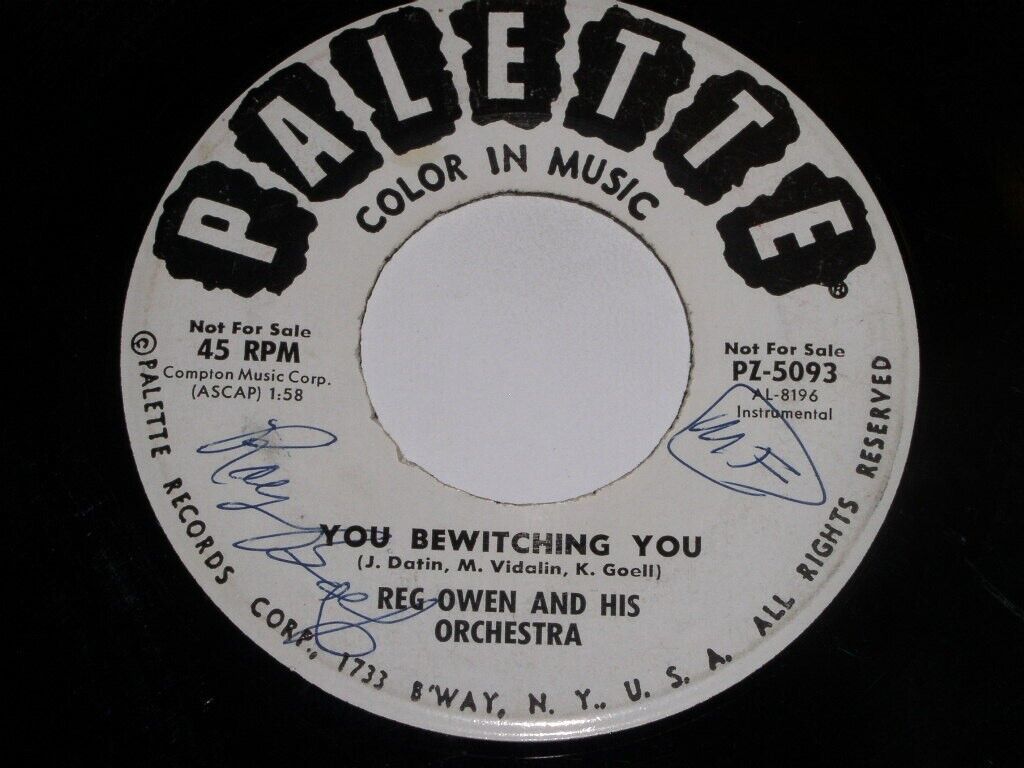 PALETTE
®
COLOR IN MUSIC
Not For Sale
45 RPM
Compton Music Corp.
(ASCAP) 1:58
Not For Sale
PZ-5093
AL-8196
Instrumental
MF
Ray
YOU BEWITCHING YOU
(J. Datin, M. Vidalin, K. Goell)
REG OWEN AND HIS
ORCHESTRA
©PALETTE RECORDS CORP., 1733 B'WAY, N. Y., U. S. A. ALL RIGHTS RESERVED